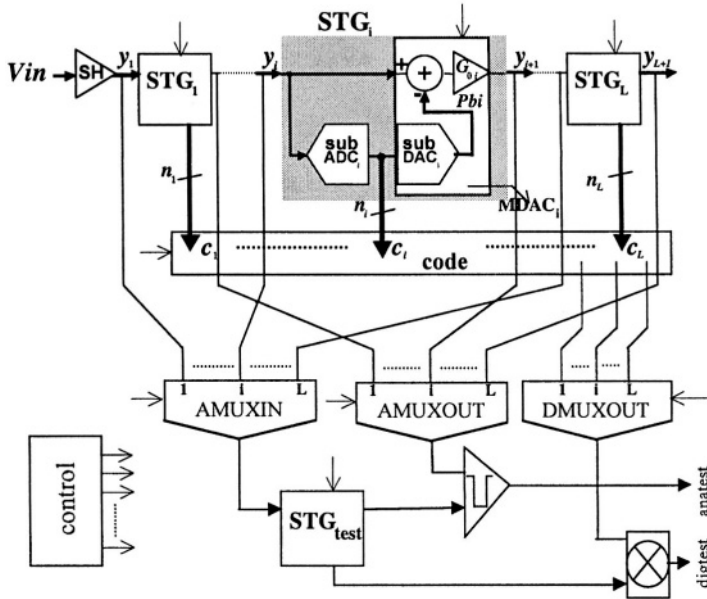 STGi
Vin
SH
y1
STG1
yi
+
+
-
G0i
Pbi
yi+1
STGL
yL+1
sub
ADCi
sub
DACi
n1
ni
MDACi
nL
c1
ci
cL
code
1 i L
AMUXIN
1 i L
AMUXOUT
1 i L
DMUXOUT
control
STGtest
anatest
digtest